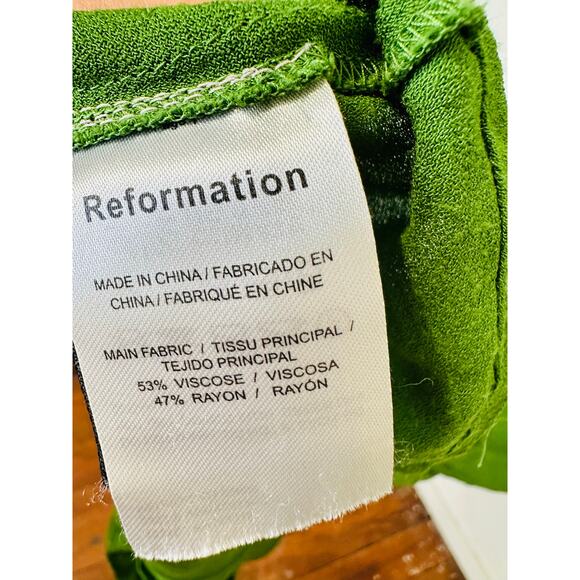 Reformation
MADE IN CHINA / FABRICADO EN
CHINA / FABRIQUÉ EN CHINE
MAIN FABRIC / TISSU PRINCIPAL /
TEJIDO PRINCIPAL
53% VISCOSE / VISCOSA
47% RAYON / RAYÓN